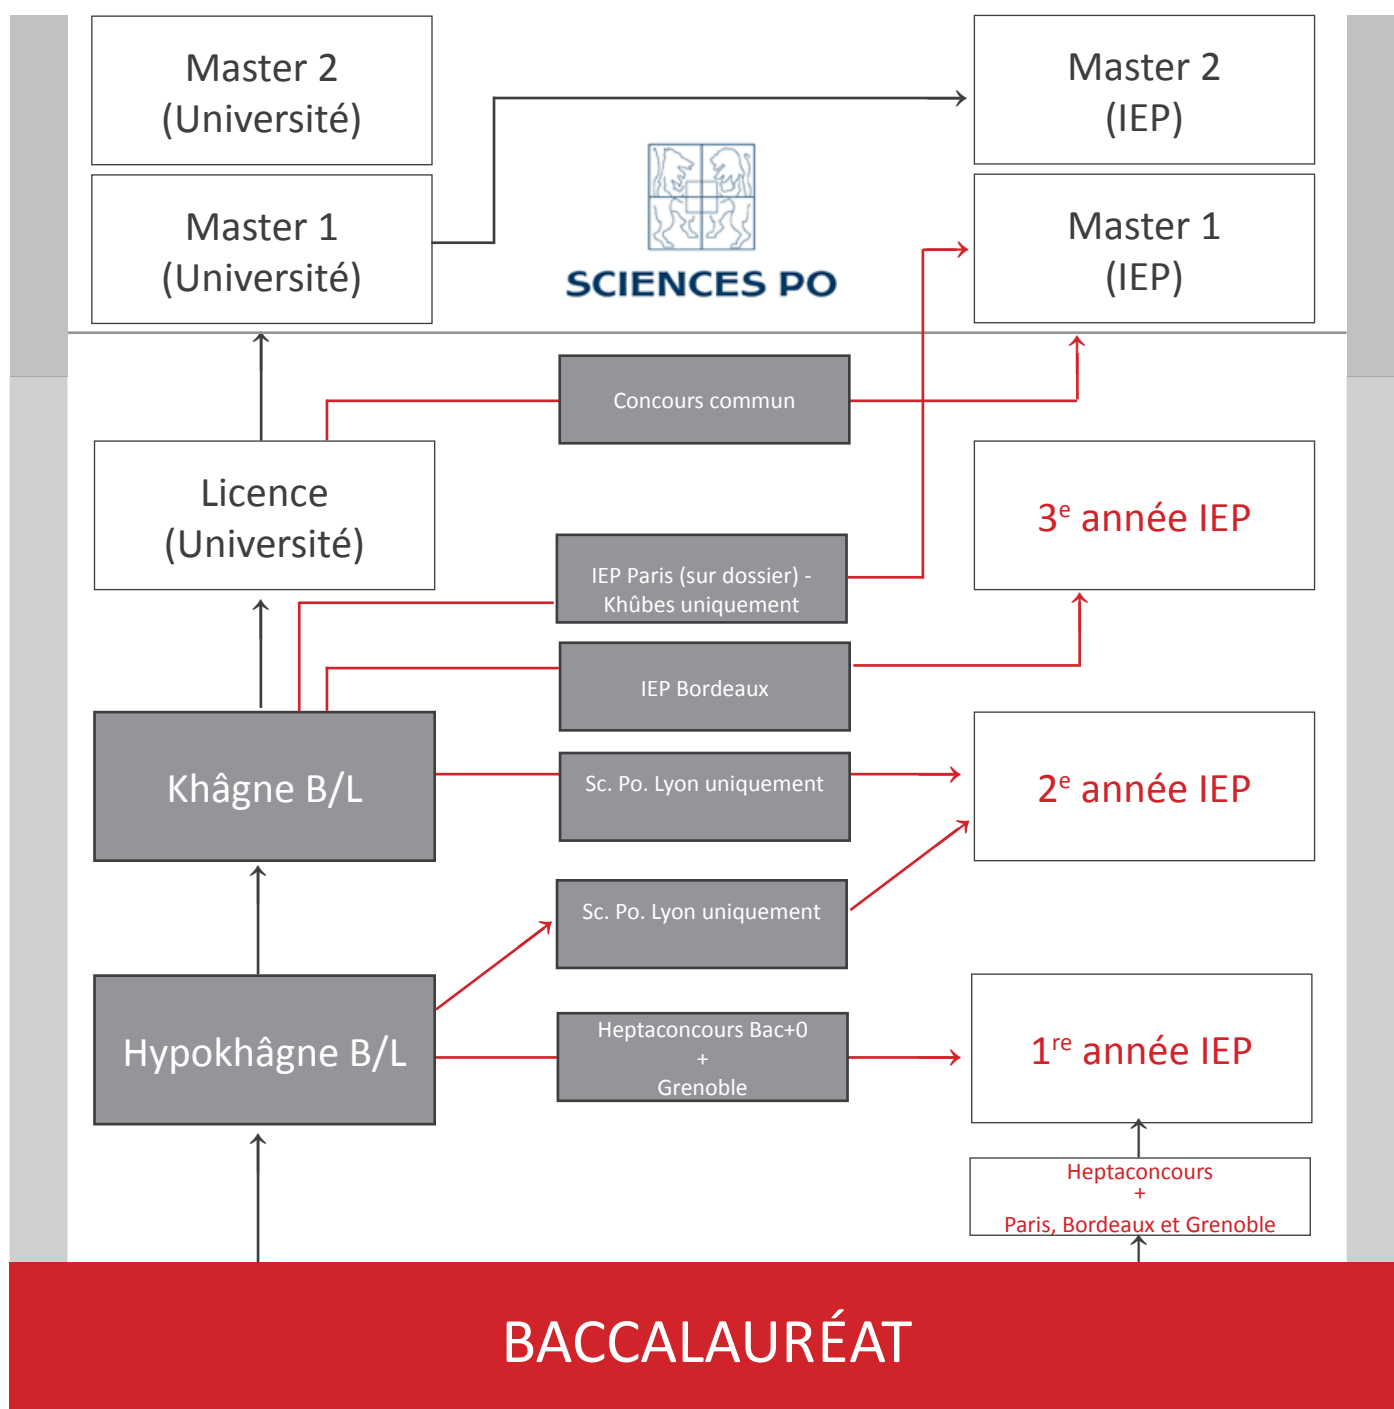 Master 2
(Université)
Master 2
(IEP)
Master 1
(Université)
SCIENCES PO
Master 1
(IEP)
Concours commun
Licence
(Université)
3e année IEP
IEP Paris (sur dossier) -
Khûbes uniquement
IEP Bordeaux
Khâgne B/L
Sc. Po. Lyon uniquement
2e année IEP
Sc. Po. Lyon uniquement
Hypokhâgne B/L
Heptaconcours Bac+0
+
Grenoble
1re année IEP
Heptaconcours
+
Paris, Bordeaux et Grenoble
BACCALAURÉAT